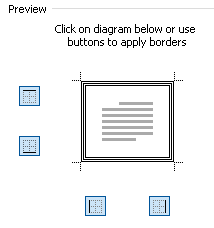 Preview
Click on diagram below or use
buttons to apply borders